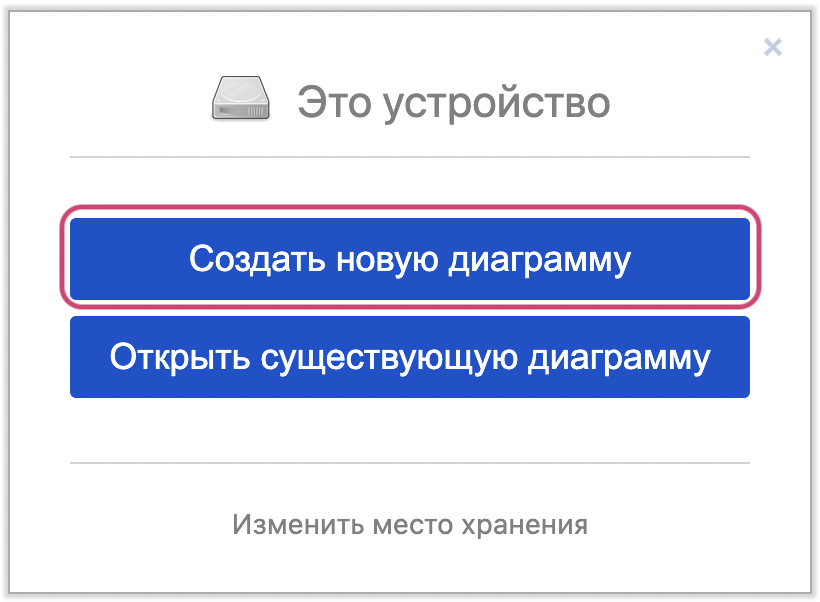 Это устройство
Создать новую диаграмму
Открыть существующую диаграмму
Изменить место хранения